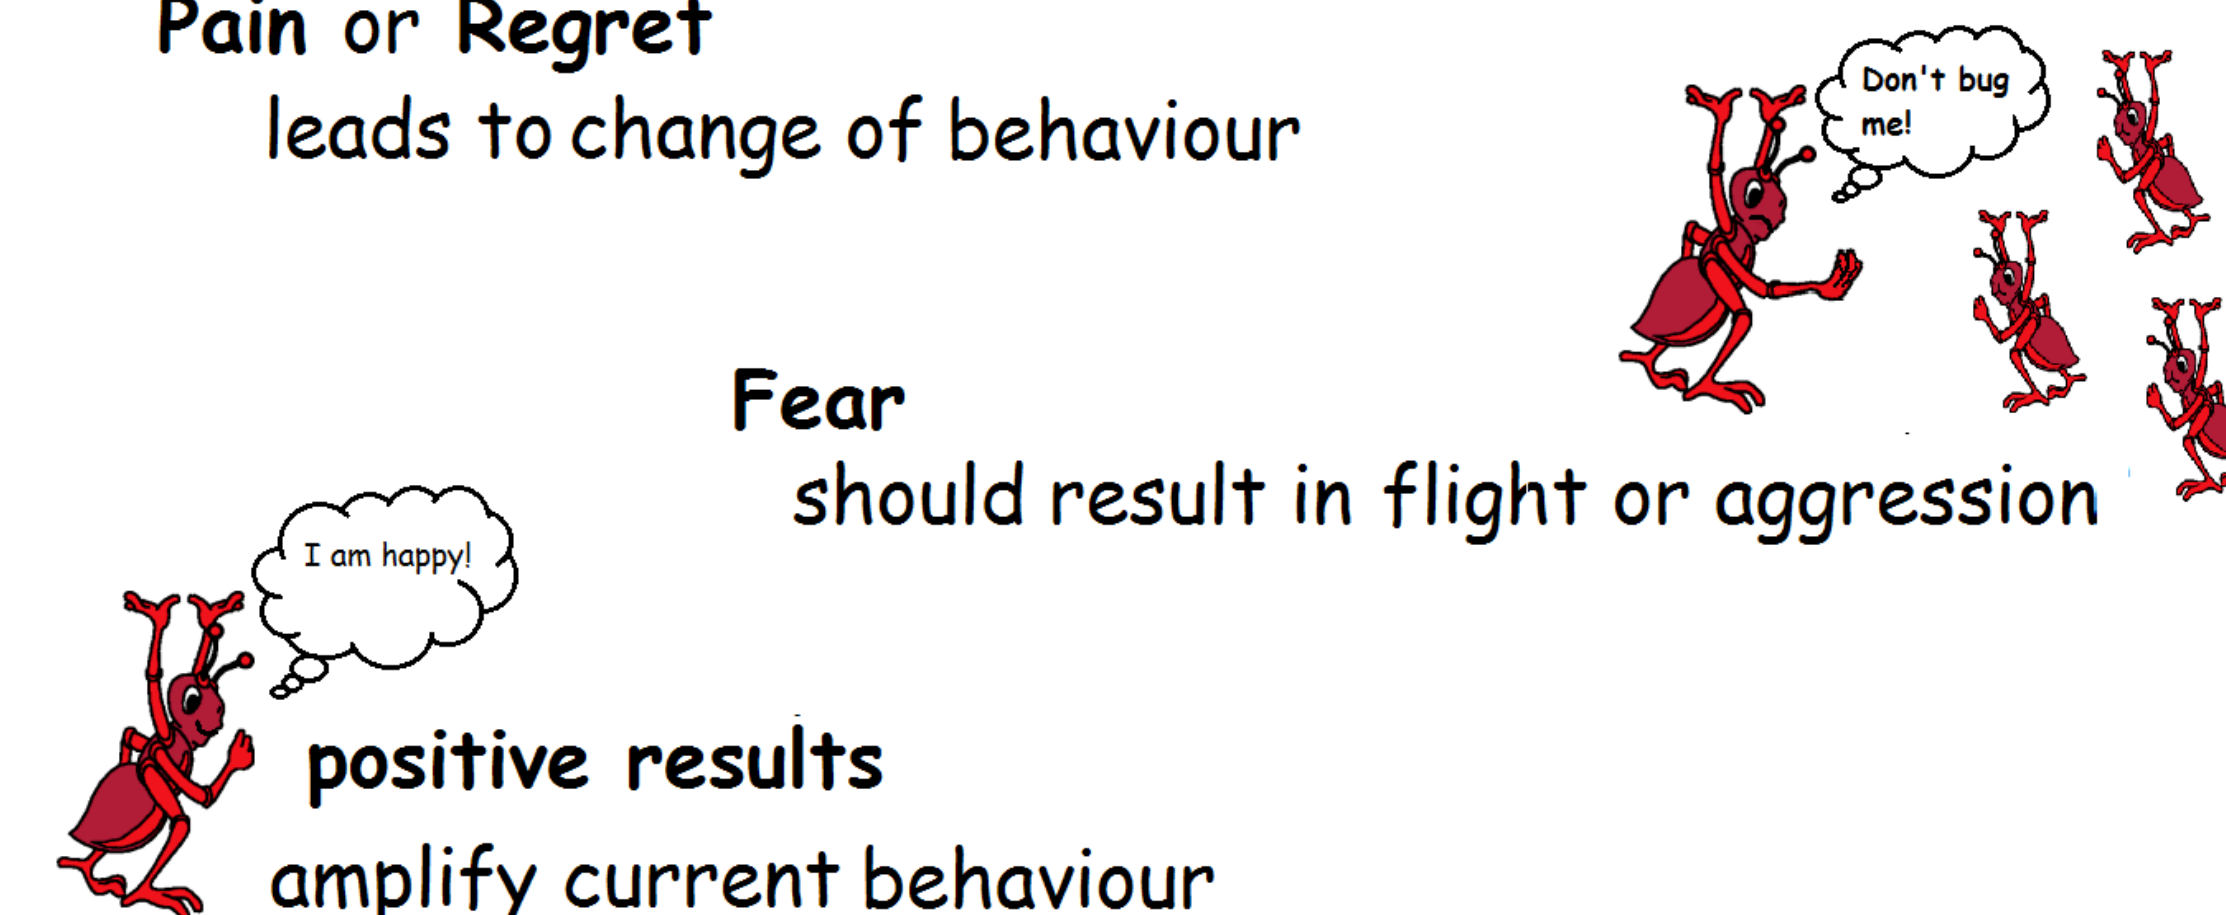 Pain or Regret
leads to change of behaviour
Don't bug
me!
Fear
should result in flight or aggression
I am happy!
positive results
amplify current behaviour